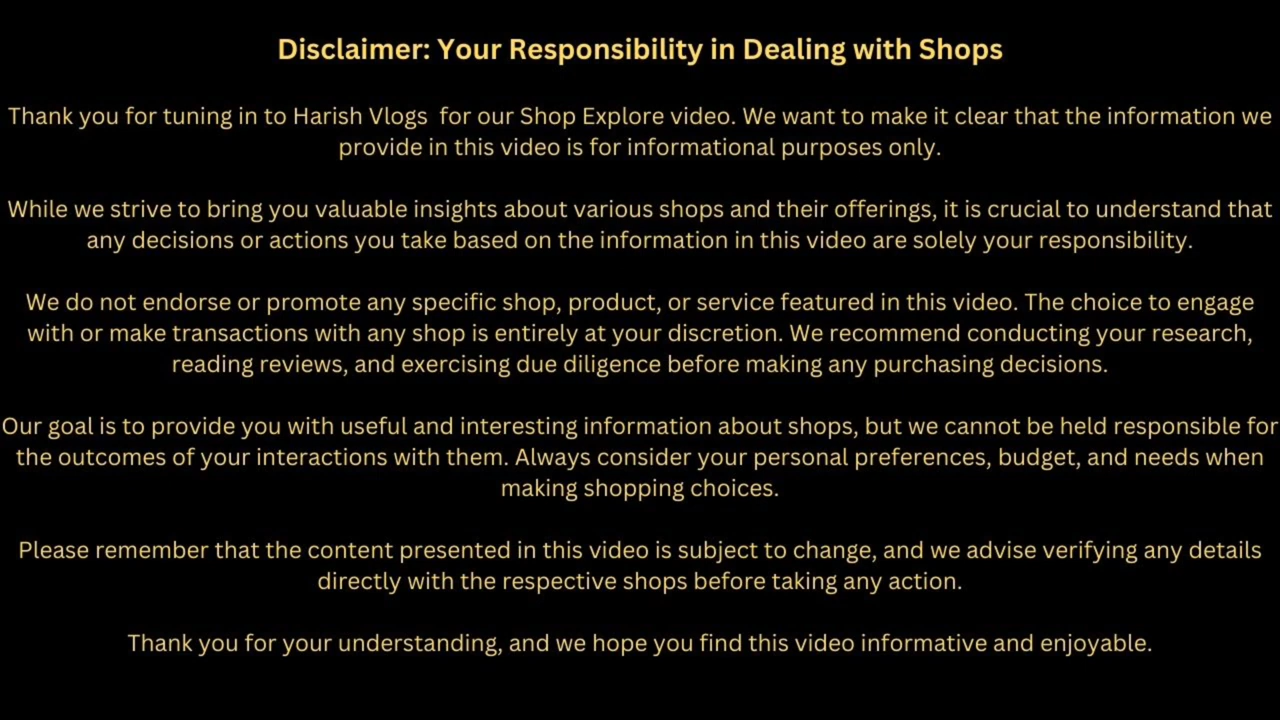 Disclaimer: Your Responsibility in Dealing with Shops
Thank you for tuning in to Harish Vlogs for our Shop Explore video. We want to make it clear that the information we
provide in this video is for informational purposes only.
While we strive to bring you valuable insights about various shops and their offerings, it is crucial to understand that
any decisions or actions you take based on the information in this video are solely your responsibility.
We do not endorse or promote any specific shop, product, or service featured in this video. The choice to engage
with or make transactions with any shop is entirely at your discretion. We recommend conducting your research,
reading reviews, and exercising due diligence before making any purchasing decisions.
Our goal is to provide you with useful and interesting information about shops, but we cannot be held responsible for
the outcomes of your interactions with them. Always consider your personal preferences, budget, and needs when
making shopping choices.
Please remember that the content presented in this video is subject to change, and we advise verifying any details
directly with the respective shops before taking any action.
Thank you for your understanding, and we hope you find this video informative and enjoyable.